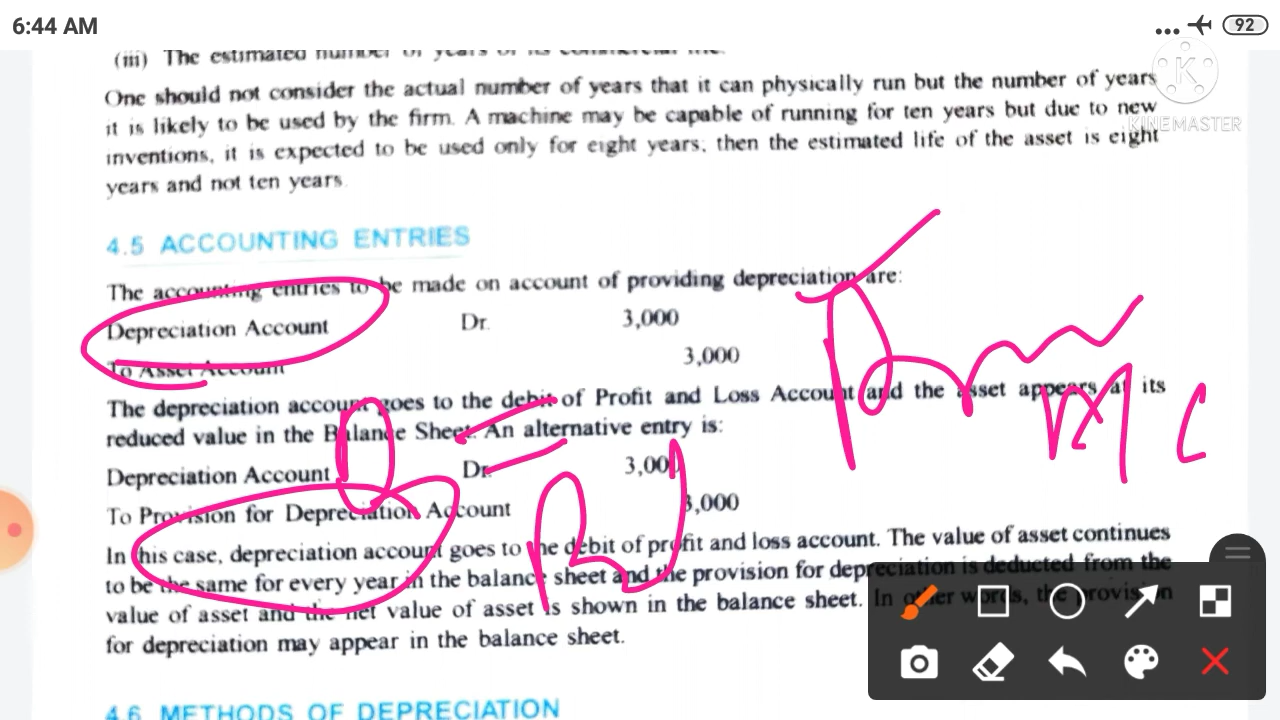 6:44 AM 92
(iii) The estimated number of years of its commercial life.
One should not consider the actual number of years that it can physically run but the number of years
it is likely to be used by the firm. A machine may be capable of running for ten years but due to new
KINEMASTER
inventions, it is expected to be used only for eight years; then the estimated life of the asset is eight
years and not ten years.
4.5 ACCOUNTING ENTRIES
The accounting entries to be made on account of providing depreciation are:
Depreciation Account Dr. 3,000
To Asset Account 3,000
The depreciation account goes to the debit of Profit and Loss Account and the asset appears at its
reduced value in the Balance Sheet. An alternative entry is:
Depreciation Account Dr. 3,000
To Provision for Depreciation Account 3,000
In this case, depreciation account goes to the debit of profit and loss account. The value of asset continues
to be the same for every year in the balance sheet and the provision for depreciation is deducted from the
value of asset and the net value of asset is shown in the balance sheet. In other words, the provision
for depreciation may appear in the balance sheet.
4.6 METHODS OF DEPRECIATION